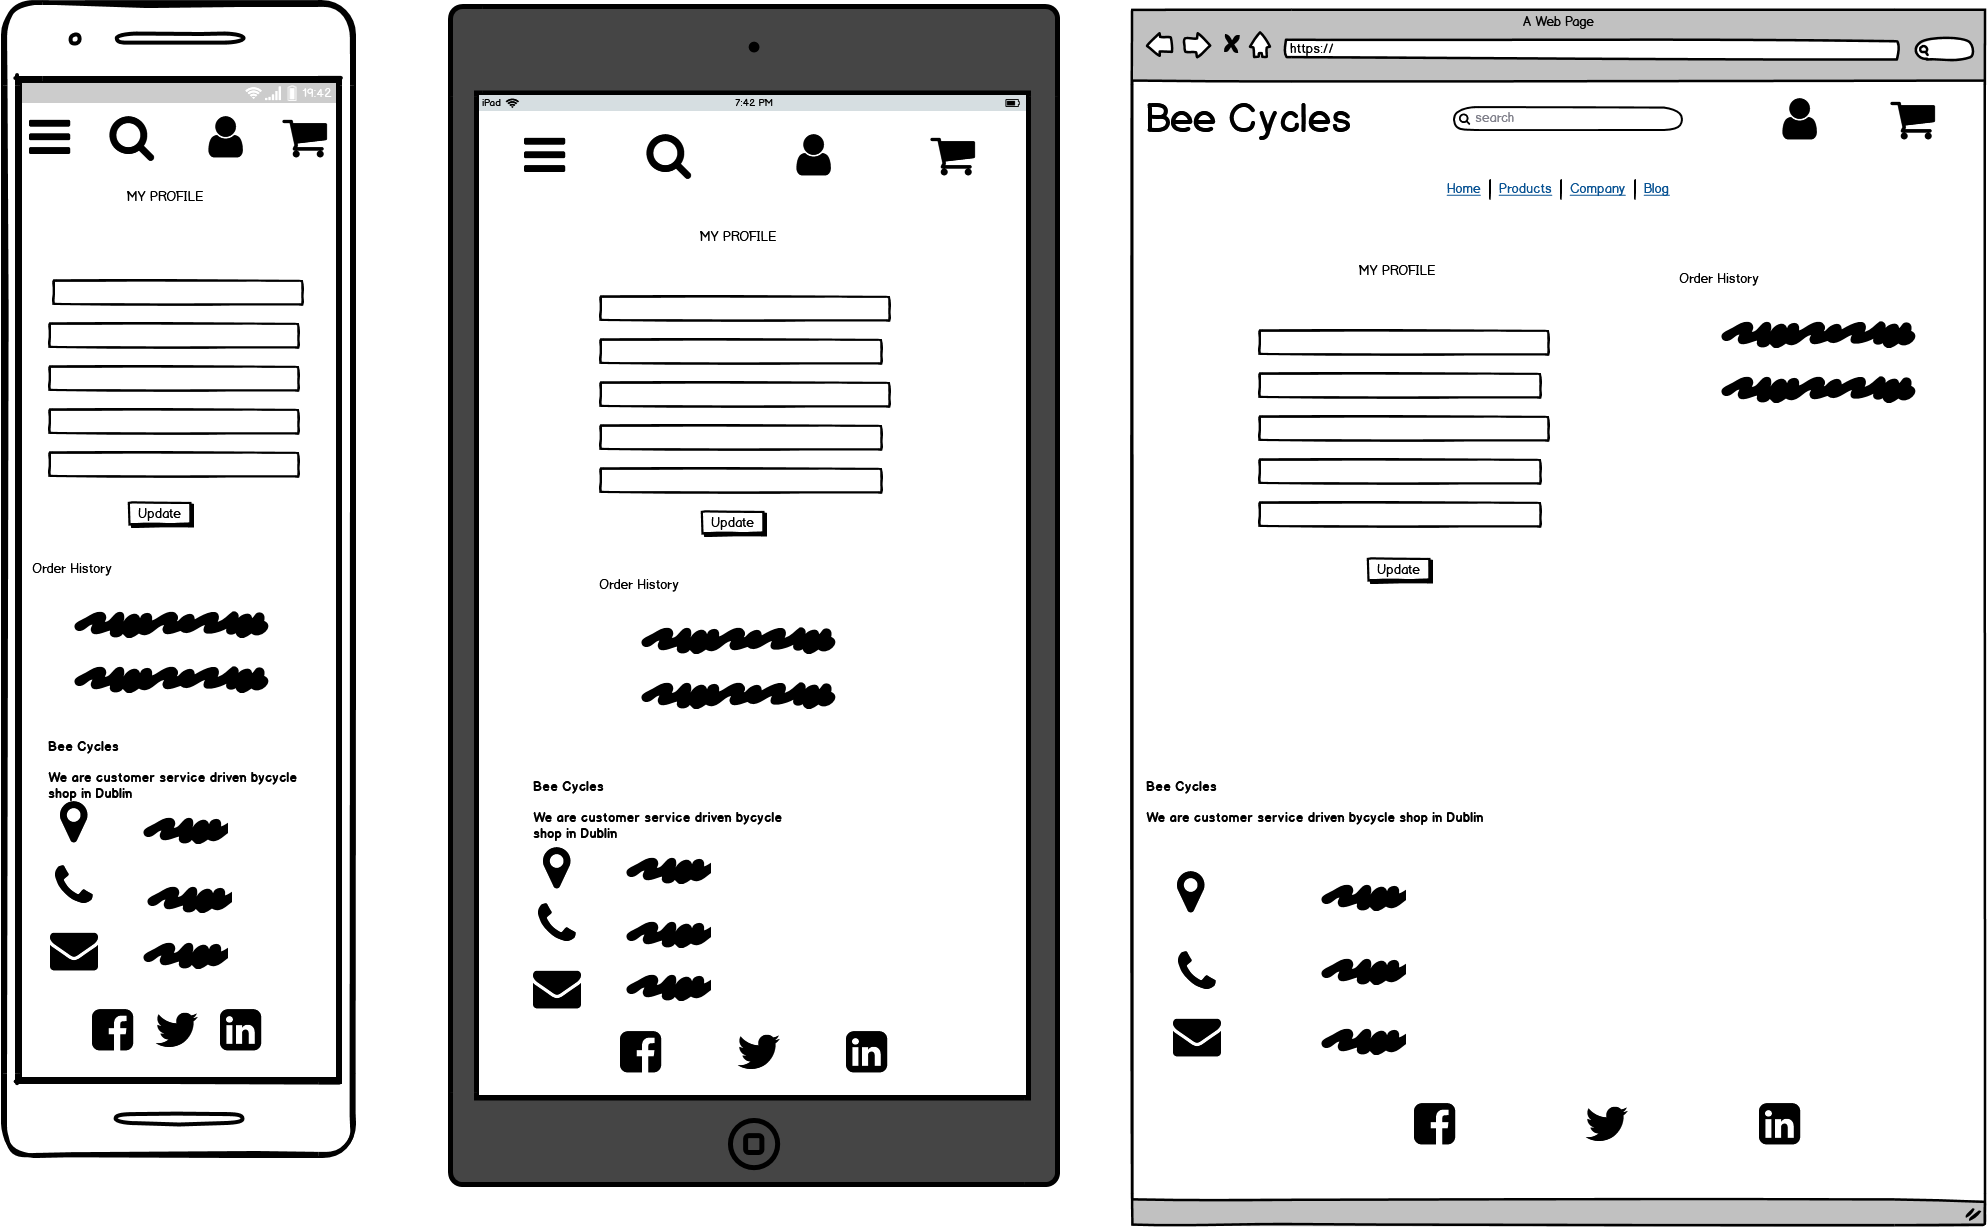 19:42
MY PROFILE
Update
Order History
Bee Cycles
We are customer service driven bycycle
shop in Dublin
iPad
7:42 PM
MY PROFILE
Update
Order History
Bee Cycles
We are customer service driven bycycle
shop in Dublin
A Web Page
https://
Bee Cycles
search
Home
Products
Company
Blog
MY PROFILE
Order History
Update
Bee Cycles
We are customer service driven bycycle shop in Dublin